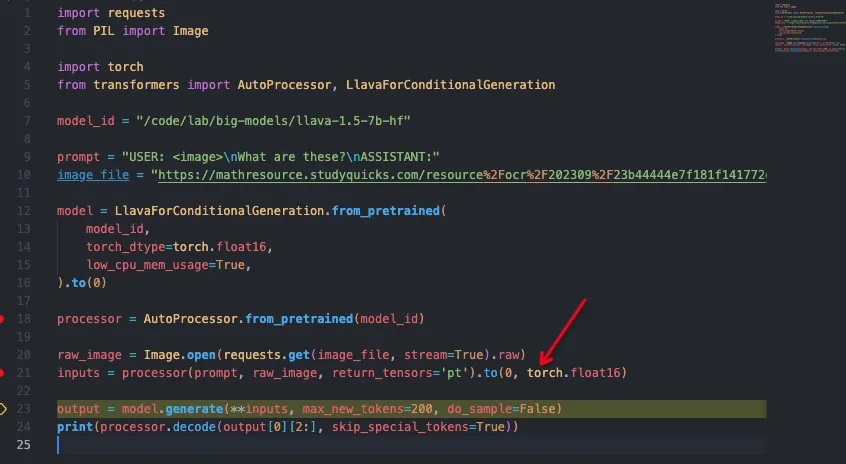 1 import requests
2 from PIL import Image
3
4 import torch
5 from transformers import AutoProcessor, LlavaForConditionalGeneration
6
7 model_id = "/code/lab/big-models/llava-1.5-7b-hf"
8
9 prompt = "USER: <image>\nWhat are these?\nASSISTANT:"
10 image_file = "https://mathresource.studyquicks.com/resource%2Focr%2F202309%2F23b44444e7f181f141772
11
12 model = LlavaForConditionalGeneration.from_pretrained(
13     model_id,
14     torch_dtype=torch.float16,
15     low_cpu_mem_usage=True,
16 ).to(0)
17
18 processor = AutoProcessor.from_pretrained(model_id)
19
20 raw_image = Image.open(requests.get(image_file, stream=True).raw)
21 inputs = processor(prompt, raw_image, return_tensors='pt').to(0, torch.float16)
22
23 output = model.generate(**inputs, max_new_tokens=200, do_sample=False)
24 print(processor.decode(output[0][2:], skip_special_tokens=True))
25